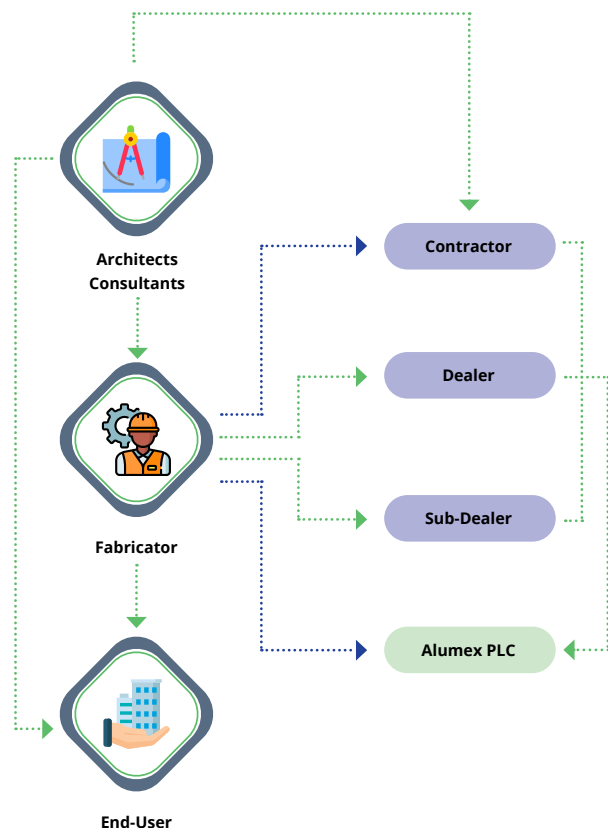 Architects
Consultants
Contractor
Dealer
Sub-Dealer
Fabricator
Alumex PLC
End-User